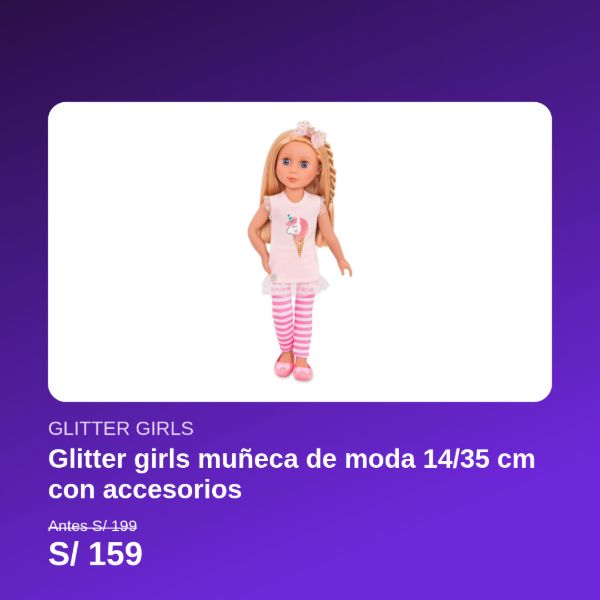 GLITTER GIRLS
Glitter girls muñeca de moda 14/35 cm
con accesorios
Antes S/ 199
S/ 159